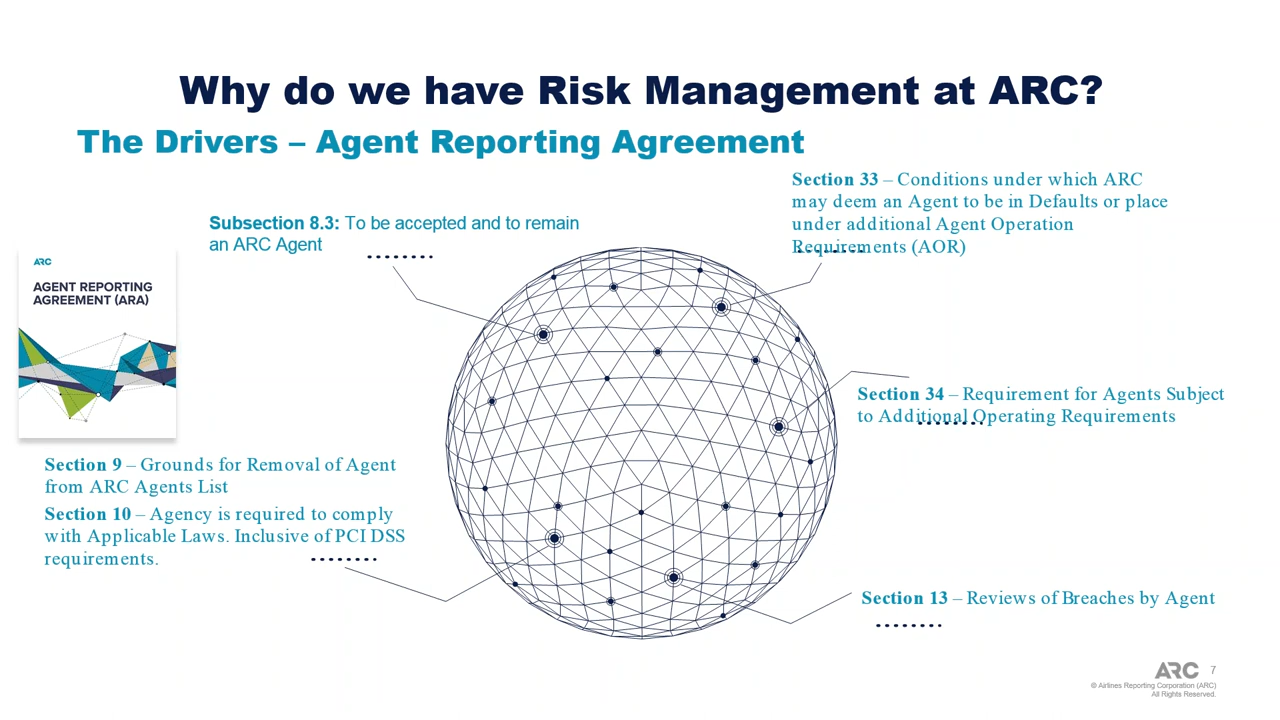 Why do we have Risk Management at ARC?
The Drivers – Agent Reporting Agreement
Section 33 – Conditions under which ARC
may deem an Agent to be in Defaults or place
under additional Agent Operation
Requirements (AOR)
Subsection 8.3: To be accepted and to remain
an ARC Agent
ARC
AGENT REPORTING
AGREEMENT (ARA)
Section 34 – Requirement for Agents Subject
to Additional Operating Requirements
Section 9 – Grounds for Removal of Agent
from ARC Agents List
Section 10 – Agency is required to comply
with Applicable Laws. Inclusive of PCI DSS
requirements.
Section 13 – Reviews of Breaches by Agent
ARC 7
© Airlines Reporting Corporation (ARC)
All Rights Reserved.